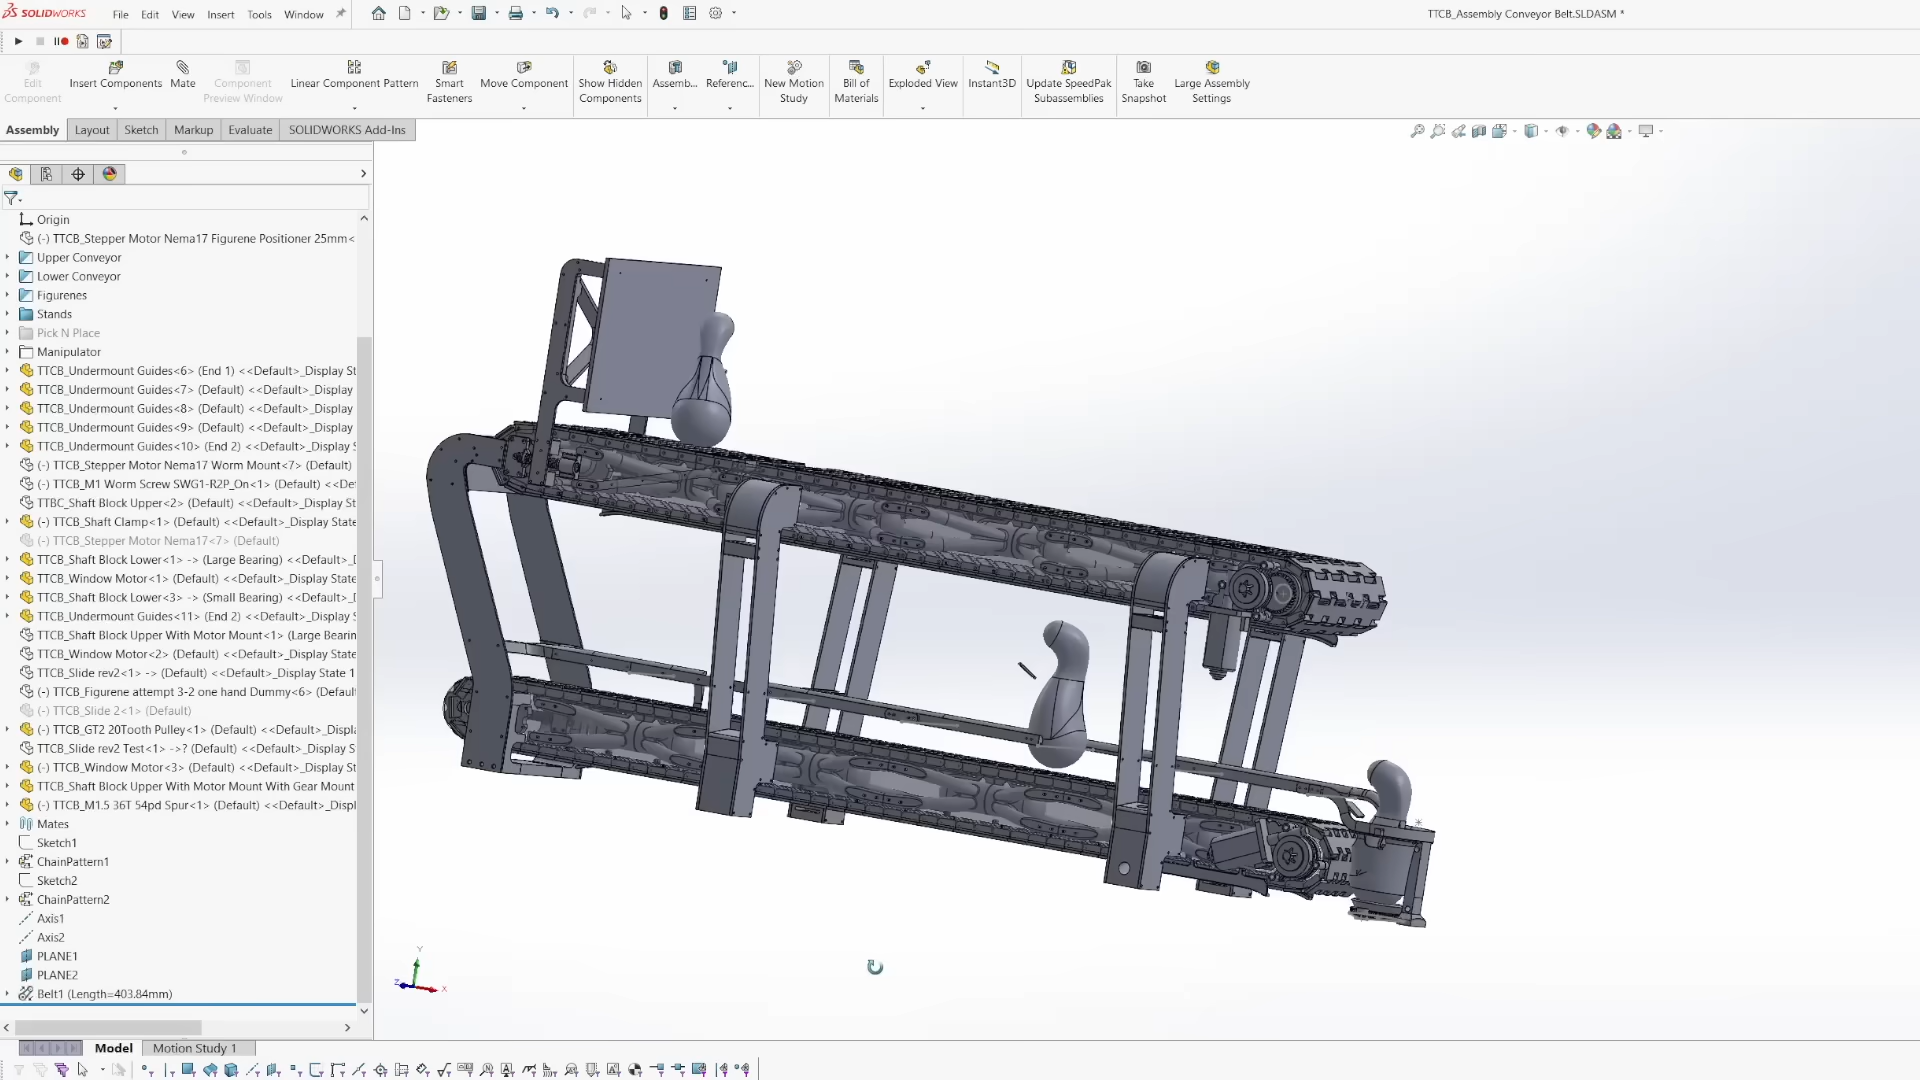 SOLIDWORKS File Edit View Insert Tools Window
TTCB_Assembly Conveyor Belt.SLDASM *
Edit Component
Insert Components
Mate
Component Preview Window
Linear Component Pattern
Smart Fasteners
Move Component
Show Hidden Components
Assemb...
Referenc...
New Motion Study
Bill of Materials
Exploded View
Instant3D
Update SpeedPak Subassemblies
Take Snapshot
Large Assembly Settings
Assembly Layout Sketch Markup Evaluate SOLIDWORKS Add-Ins
Origin
(-) TTCB_Stepper Motor Nema17 Figurene Positioner 25mm<
Upper Conveyor
Lower Conveyor
Figurenes
Stands
Pick N Place
Manipulator
TTCB_Undermount Guides<6> (End 1) <<Default>_Display St
TTCB_Undermount Guides<7> (Default) <<Default>_Display
TTCB_Undermount Guides<8> (Default) <<Default>_Display
TTCB_Undermount Guides<9> (Default) <<Default>_Display
TTCB_Undermount Guides<10> (End 2) <<Default>_Display S
TTCB_Stepper Motor Nema17 Worm Mount<7> (Default)
(-) TTCB_M1 Worm Screw SWG1-R2P_On<1> (Default) <<De
TTBC_Shaft Block Upper<2> (Default) <<Default>_Display St
(-) TTCB_Shaft Clamp<1> (Default) <<Default>_Display State
(-) TTCB_Stepper Motor Nema17<7> (Default)
TTCB_Shaft Block Lower<1> -> (Large Bearing) <<Default>_[
TTCB_Window Motor<1> (Default) <<Default>_Display State
TTCB_Shaft Block Lower<3> -> (Small Bearing) <<Default>_[
TTCB_Undermount Guides<11> (End 2) <<Default>_Display S
TTCB_Shaft Block Upper With Motor Mount<1> (Large Bearin
TTCB_Window Motor<2> (Default) <<Default>_Display State
TTCB_Slide rev2<1> -> (Default) <<Default>_Display State 1
(-) TTCB_Figurene attempt 3-2 one hand Dummy<6> (Defaul
(-) TTCB_Slide 2<1> (Default)
(-) TTCB_GT2 20Tooth Pulley<1> (Default) <<Default>_Displa
TTCB_Slide rev2 Test<1> ->? (Default) <<Default>_Display S
(-) TTCB_Window Motor<3> (Default) <<Default>_Display St
TTCB_Shaft Block Upper With Motor Mount With Gear Mount
(-) TTCB_M1.5 36T 54pd Spur<1> (Default) <<Default>_Displ
Mates
Sketch1
ChainPattern1
Sketch2
ChainPattern2
Axis1
Axis2
PLANE1
PLANE2
Belt1 (Length=403.84mm)
Y
Z X
Model Motion Study 1